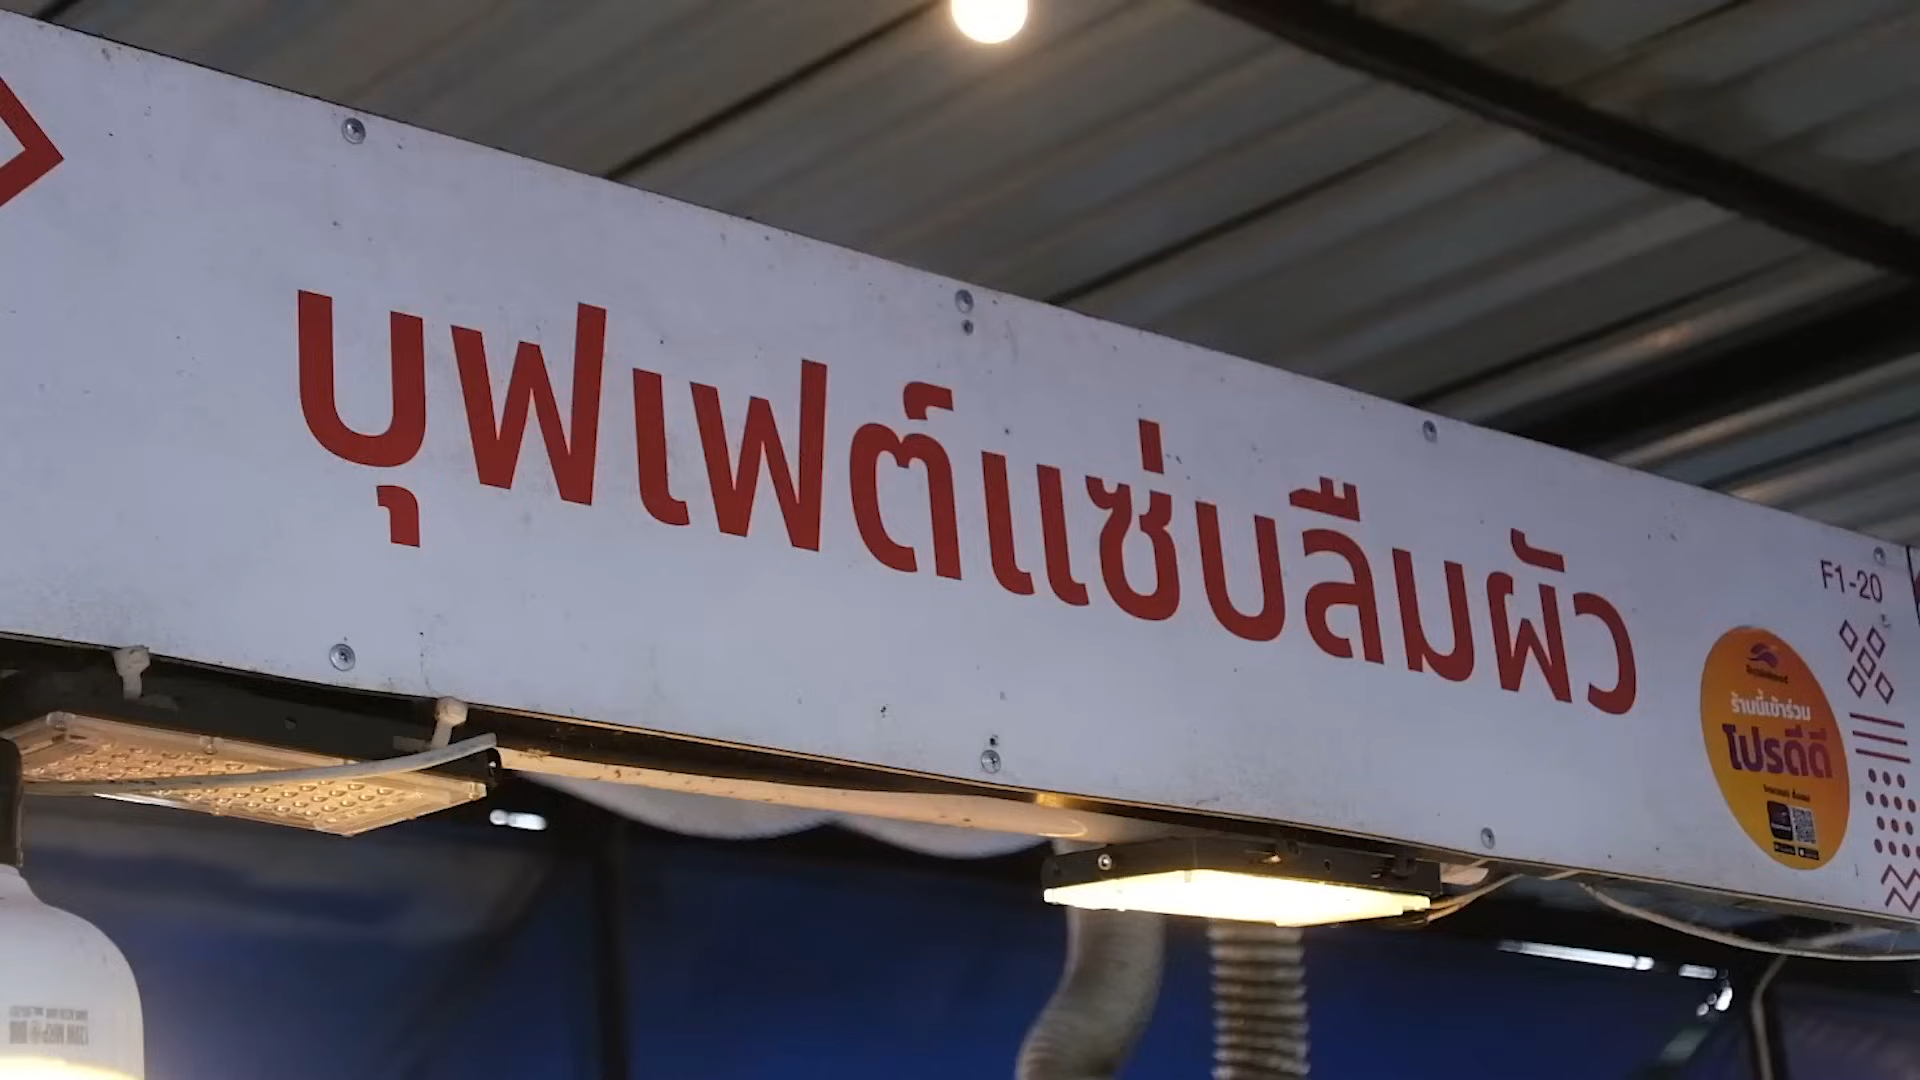 บุฟเฟต์แซ่บลืมผัว
F1-20
ร้านนี้เข้าร่วม
โปรดีดี